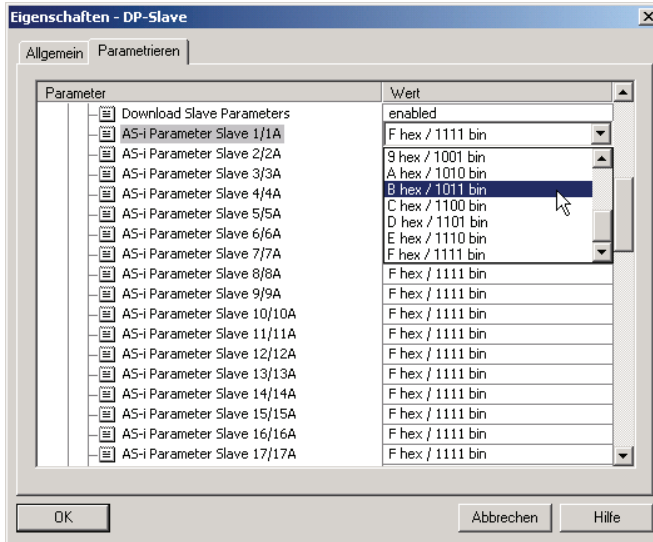 Eigenschaften - DP-Slave
Allgemein Parametrieren
Parameter Wert
Download Slave Parameters enabled
AS-i Parameter Slave 1/1A F hex / 1111 bin
AS-i Parameter Slave 2/2A 9 hex / 1001 bin
AS-i Parameter Slave 3/3A A hex / 1010 bin
AS-i Parameter Slave 4/4A B hex / 1011 bin
C hex / 1100 bin
AS-i Parameter Slave 5/5A D hex / 1101 bin
AS-i Parameter Slave 6/6A E hex / 1110 bin
AS-i Parameter Slave 7/7A F hex / 1111 bin
AS-i Parameter Slave 8/8A F hex / 1111 bin
AS-i Parameter Slave 9/9A F hex / 1111 bin
AS-i Parameter Slave 10/10A F hex / 1111 bin
AS-i Parameter Slave 11/11A F hex / 1111 bin
AS-i Parameter Slave 12/12A F hex / 1111 bin
AS-i Parameter Slave 13/13A F hex / 1111 bin
AS-i Parameter Slave 14/14A F hex / 1111 bin
AS-i Parameter Slave 15/15A F hex / 1111 bin
AS-i Parameter Slave 16/16A F hex / 1111 bin
AS-i Parameter Slave 17/17A F hex / 1111 bin
OK Abbrechen Hilfe